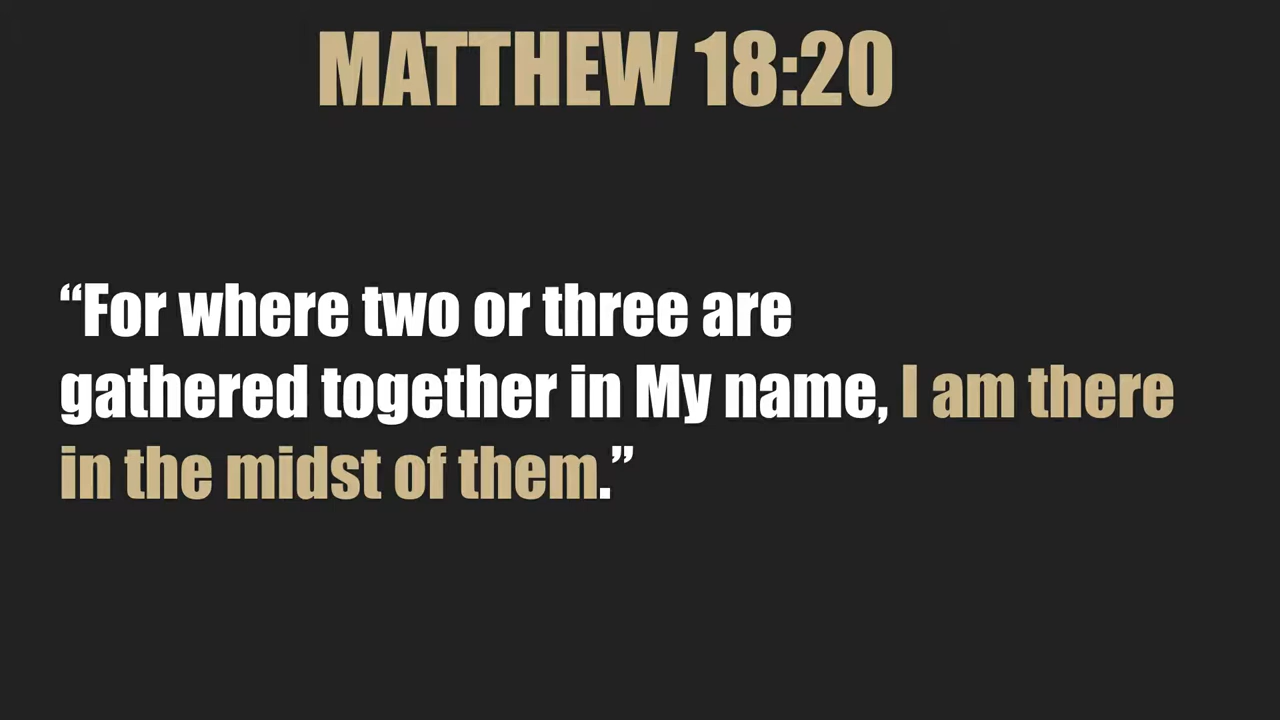 MATTHEW 18:20
“For where two or three are
gathered together in My name, I am there
in the midst of them.”